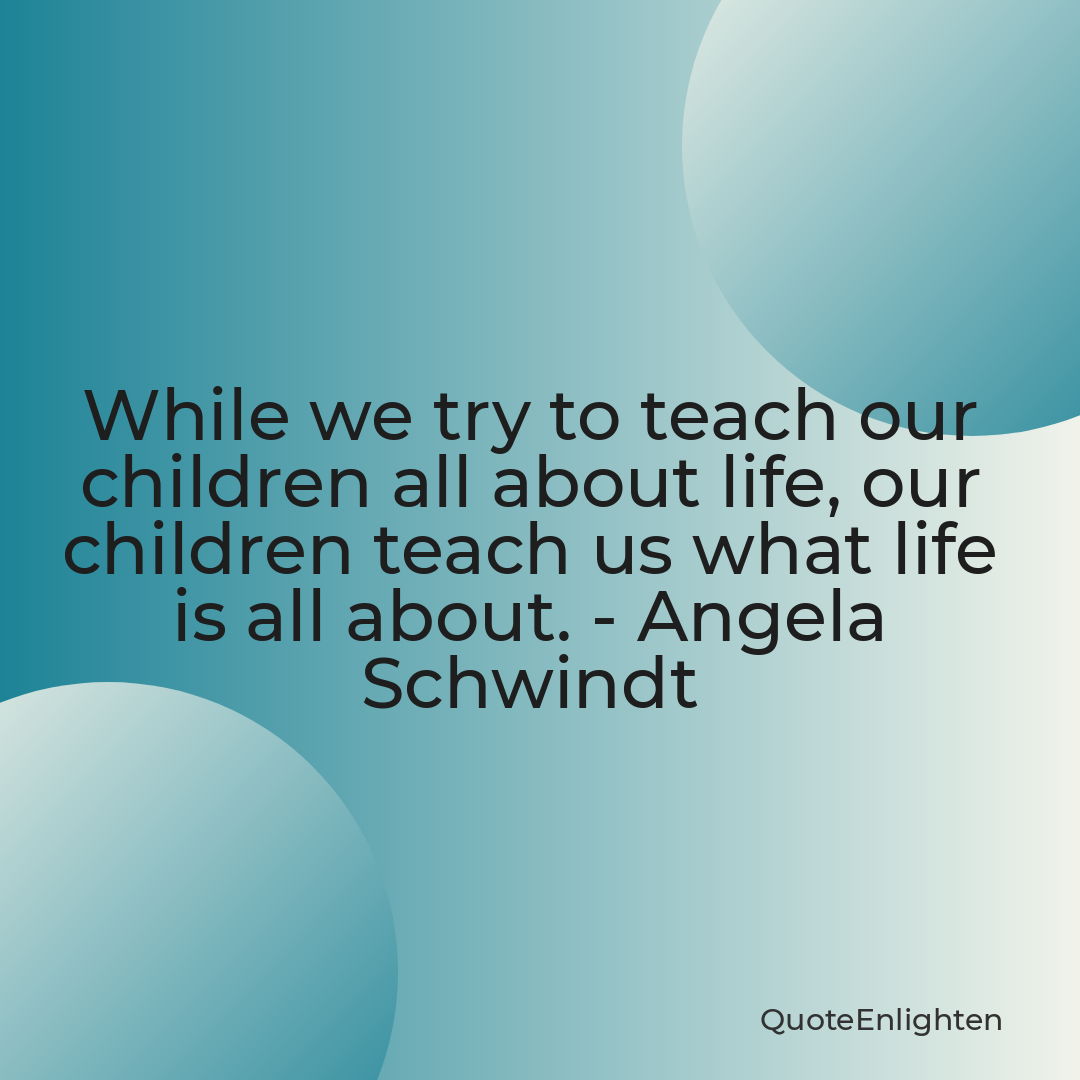 While we try to teach our
children all about life, our
children teach us what life
is all about. - Angela
Schwindt
QuoteEnlighten